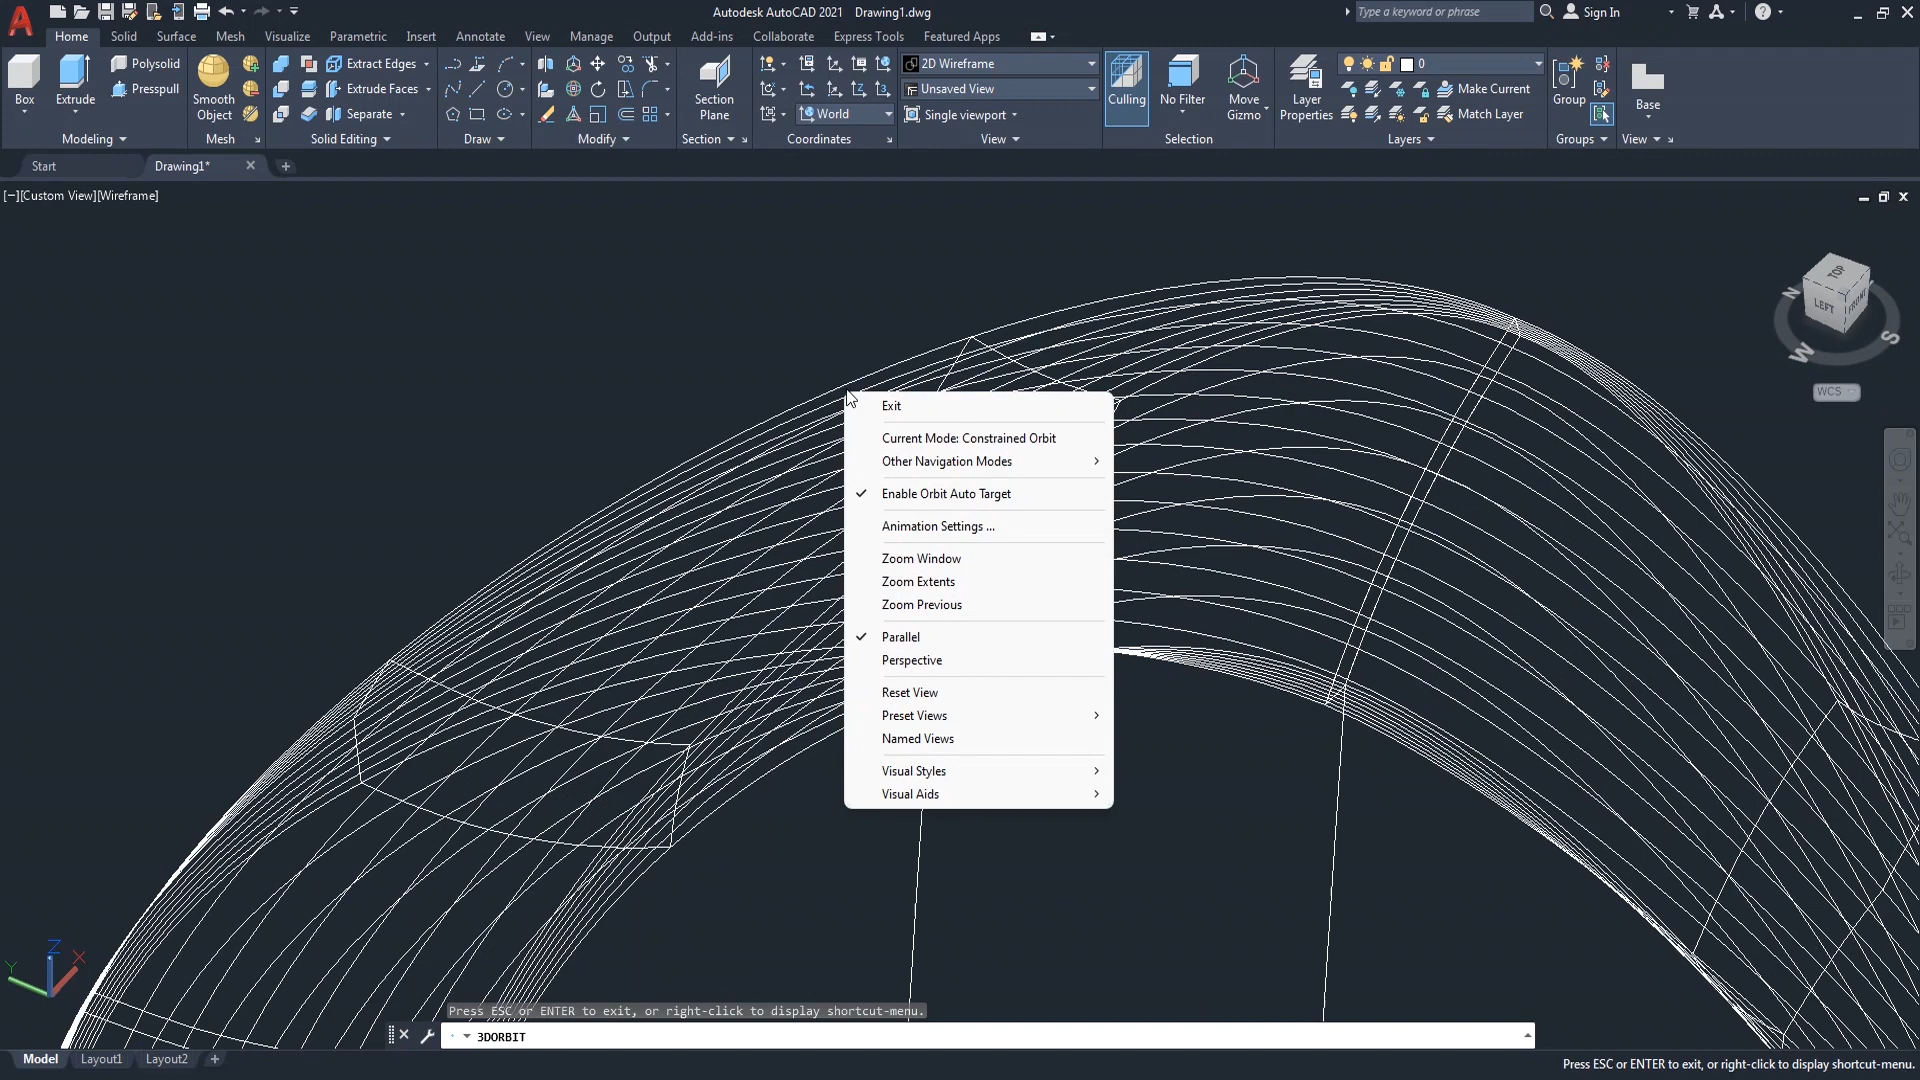 Autodesk AutoCAD 2021 Drawing1.dwg
Type a keyword or phrase
Sign In
Home Solid Surface Mesh Visualize Parametric Insert Annotate View Manage Output Add-ins Collaborate Express Tools Featured Apps
Box
Extrude
Polysolid
Presspull
Modeling
Smooth Object
Mesh
Extract Edges
Extrude Faces
Separate
Solid Editing
Draw
Modify
Section Plane
Section
World
Coordinates
2D Wireframe
Unsaved View
Single viewport
View
Culling
No Filter
Move Gizmo
Selection
Layer Properties
0
Make Current
Match Layer
Layers
Group
Groups
Base
View
Start
Drawing1*
[−][Custom View][Wireframe]
TOP
LEFT
FRONT
N
W
S
WCS
Exit
Current Mode: Constrained Orbit
Other Navigation Modes
Enable Orbit Auto Target
Animation Settings ...
Zoom Window
Zoom Extents
Zoom Previous
Parallel
Perspective
Reset View
Preset Views
Named Views
Visual Styles
Visual Aids
Z
Y
X
Press ESC or ENTER to exit, or right-click to display shortcut-menu.
3DORBIT
Model Layout1 Layout2
Press ESC or ENTER to exit, or right-click to display shortcut-menu.